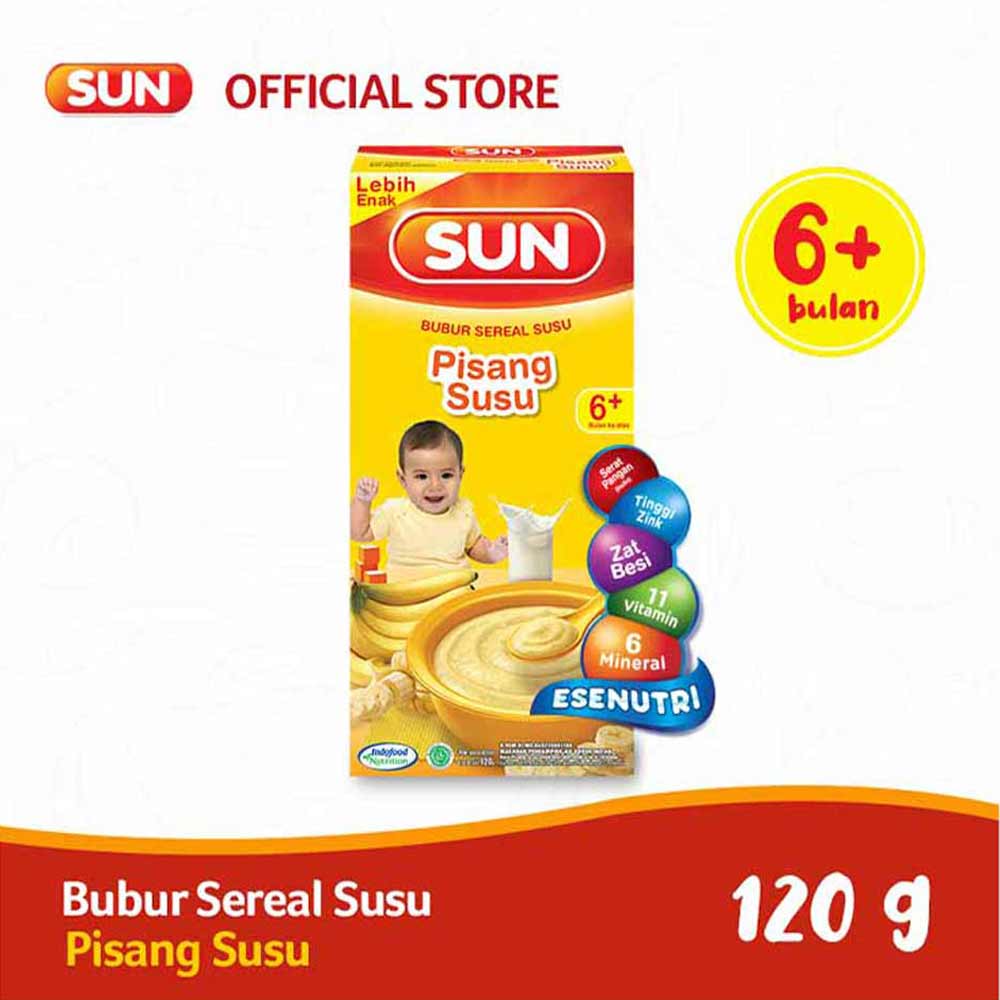 SUN OFFICIAL STORE
SUN
Pisang
Susu
Lebih
Enak
SUN
BUBUR SEREAL SUSU
Pisang
Susu
6+
6+
bulan
Serat
Pangan
Tinggi
Zink
Zat
Besi
11
Vitamin
6
Mineral
ESENUTRI
Indofood
Nutrition
Bubur Sereal Susu
Pisang Susu
120 g